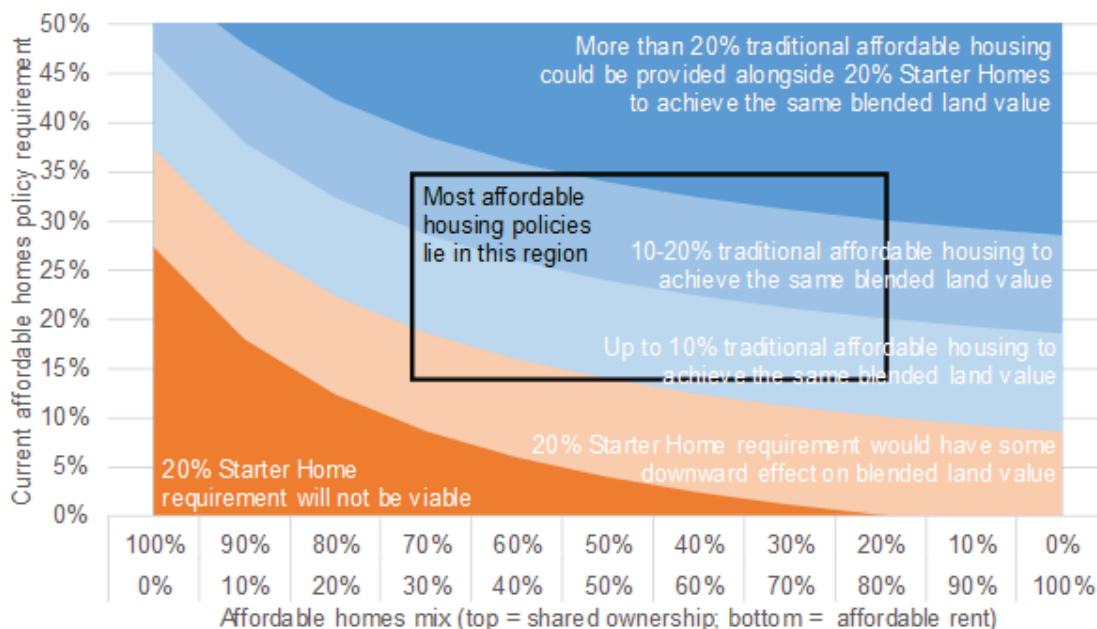 50%
45%
40%
35%
30%
25%
20%
15%
10%
5%
0%
Current affordable homes policy requirement
More than 20% traditional affordable housing
could be provided alongside 20% Starter Homes
to achieve the same blended land value
Most affordable
housing policies
lie in this region
10-20% traditional affordable housing to
achieve the same blended land value
Up to 10% traditional affordable housing to
achieve the same blended land value
20% Starter Home requirement would have some
downward effect on blended land value
20% Starter Home
requirement will not be viable
100% 90% 80% 70% 60% 50% 40% 30% 20% 10% 0%
0% 10% 20% 30% 40% 50% 60% 70% 80% 90% 100%
Affordable homes mix (top = shared ownership; bottom = affordable rent)